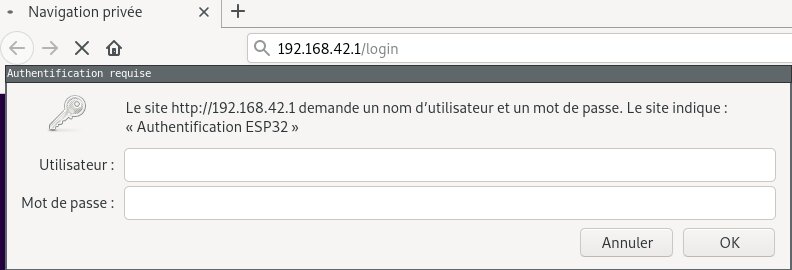 Navigation privée
192.168.42.1/login
Authentification requise
Le site http://192.168.42.1 demande un nom d’utilisateur et un mot de passe. Le site indique :
« Authentification ESP32 »
Utilisateur :
Mot de passe :
Annuler
OK